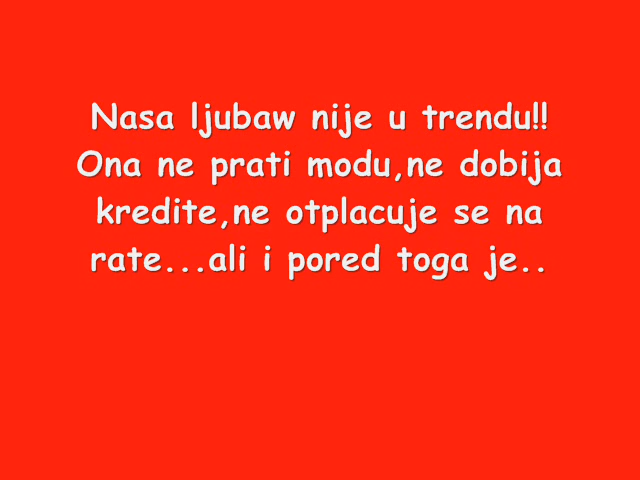 Nasa ljubaw nije u trendu!!
Ona ne prati modu,ne dobija
kredite,ne otplacuje se na
rate...ali i pored toga je..